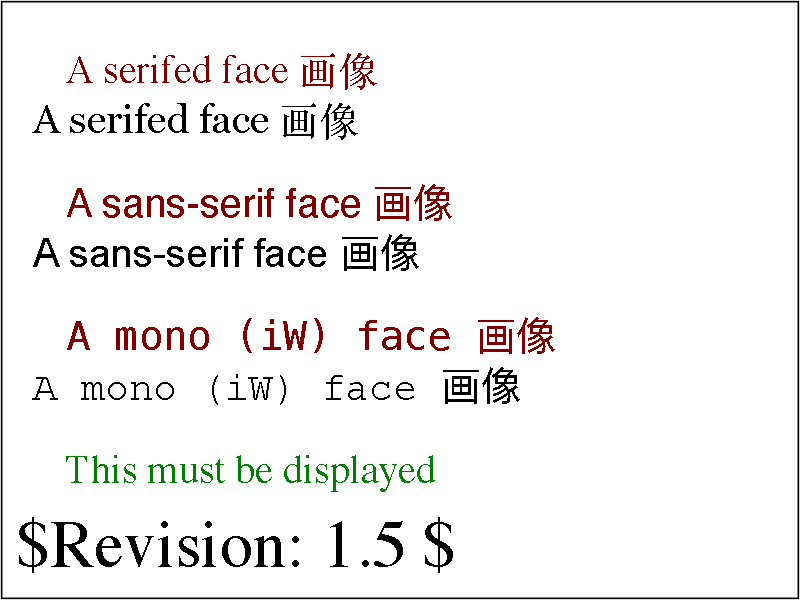 A serifed face 画像
A serifed face 画像
A sans-serif face 画像
A sans-serif face 画像
A mono (iW) face 画像
A mono (iW) face 画像
This must be displayed
$Revision: 1.5 $